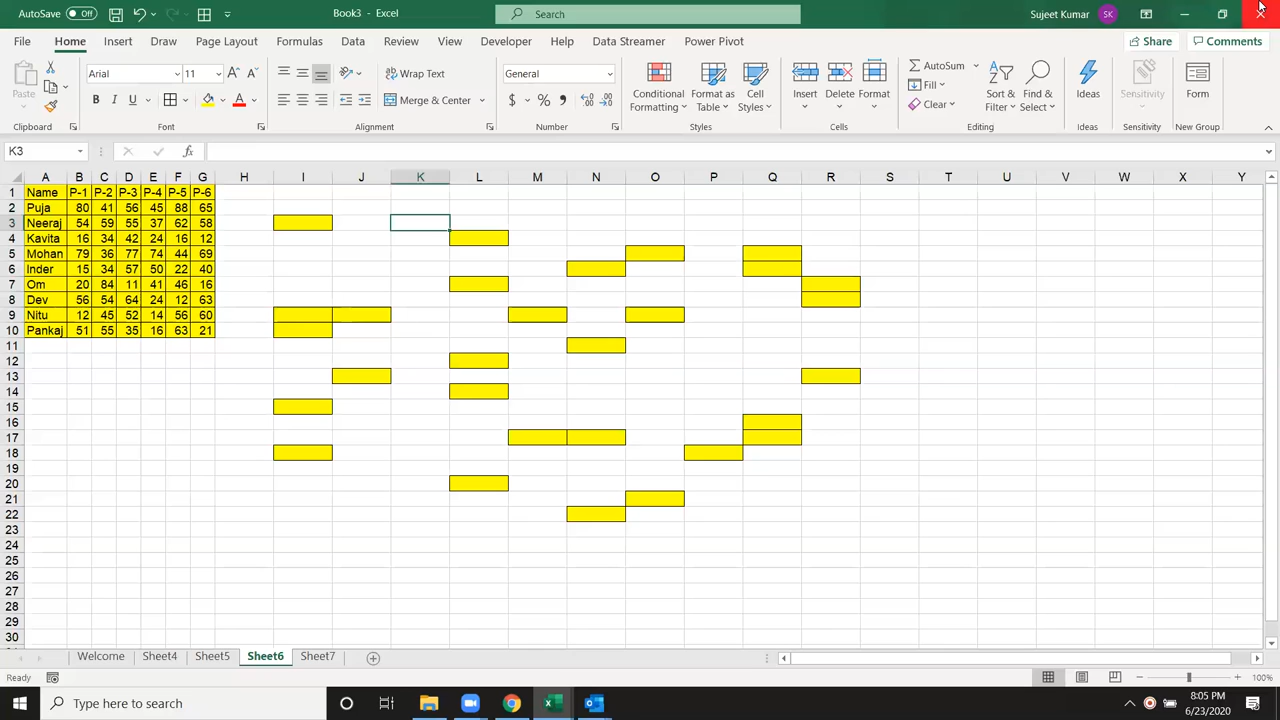 AutoSave Off Book3 - Excel Search Sujeet Kumar SK
File Home Insert Draw Page Layout Formulas Data Review View Developer Help Data Streamer Power Pivot Share Comments
Paste Arial 11 Wrap Text General Conditional Formatting Format as Table Cell Styles Insert Delete Format AutoSum Fill Clear Sort & Filter Find & Select Ideas Sensitivity Form
B I U A Merge & Center $ % ,
Clipboard Font Alignment Number Styles Cells Editing Ideas Sensitivity New Group
K3 fx
A B C D E F G H I J K L M N O P Q R S T U V W X Y
1 Name P-1 P-2 P-3 P-4 P-5 P-6
2 Puja 80 41 56 45 88 65
3 Neeraj 54 59 55 37 62 58
4 Kavita 16 34 42 24 16 12
5 Mohan 79 36 77 74 44 69
6 Inder 15 34 57 50 22 40
7 Om 20 84 11 41 46 16
8 Dev 56 54 64 24 12 63
9 Nitu 12 45 52 14 56 60
10 Pankaj 51 55 35 16 63 21
11
12
13
14
15
16
17
18
19
20
21
22
23
24
25
26
27
28
29
30
Welcome Sheet4 Sheet5 Sheet6 Sheet7
Ready 100%
Type here to search 8:05 PM
6/23/2020